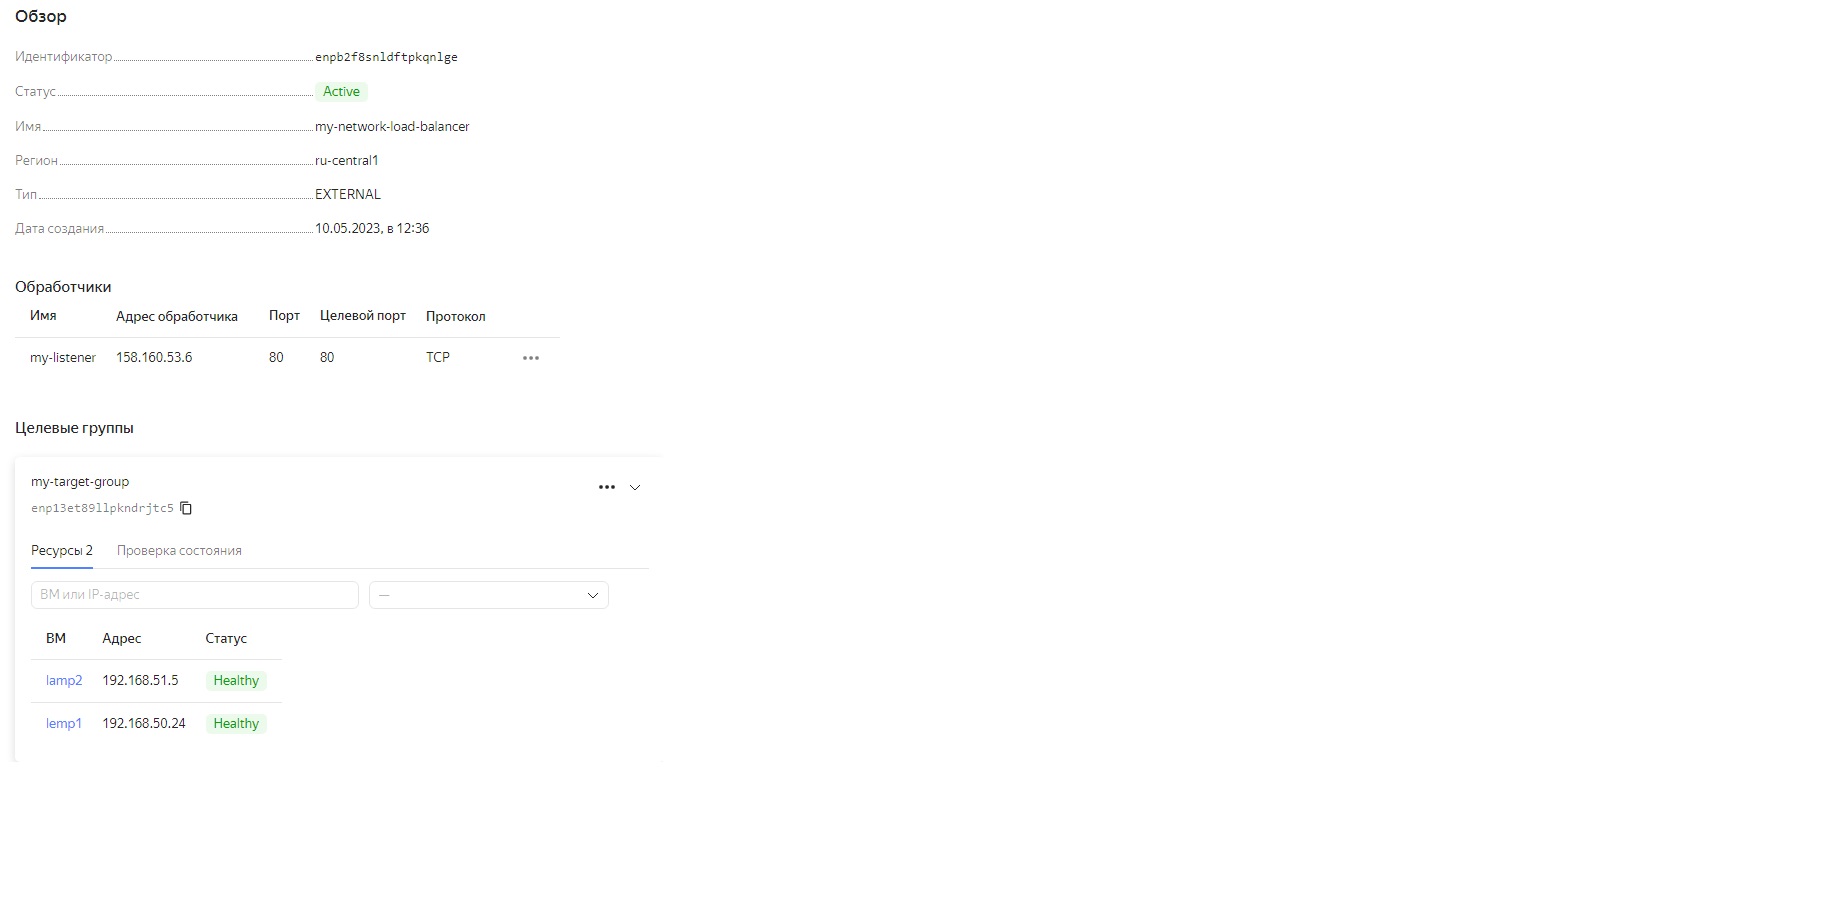 Обзор
Идентификатор enpb2f8snldftpkqnlge
Статус Active
Имя my-network-load-balancer
Регион ru-central1
Тип EXTERNAL
Дата создания 10.05.2023, в 12:36
Обработчики
Имя Адрес обработчика Порт Целевой порт Протокол
my-listener 158.160.53.6 80 80 TCP
Целевые группы
my-target-group
enp13et89llpkndrjtc5
Ресурсы 2 Проверка состояния
ВМ или IP-адрес —
ВМ Адрес Статус
lamp2 192.168.51.5 Healthy
lemp1 192.168.50.24 Healthy